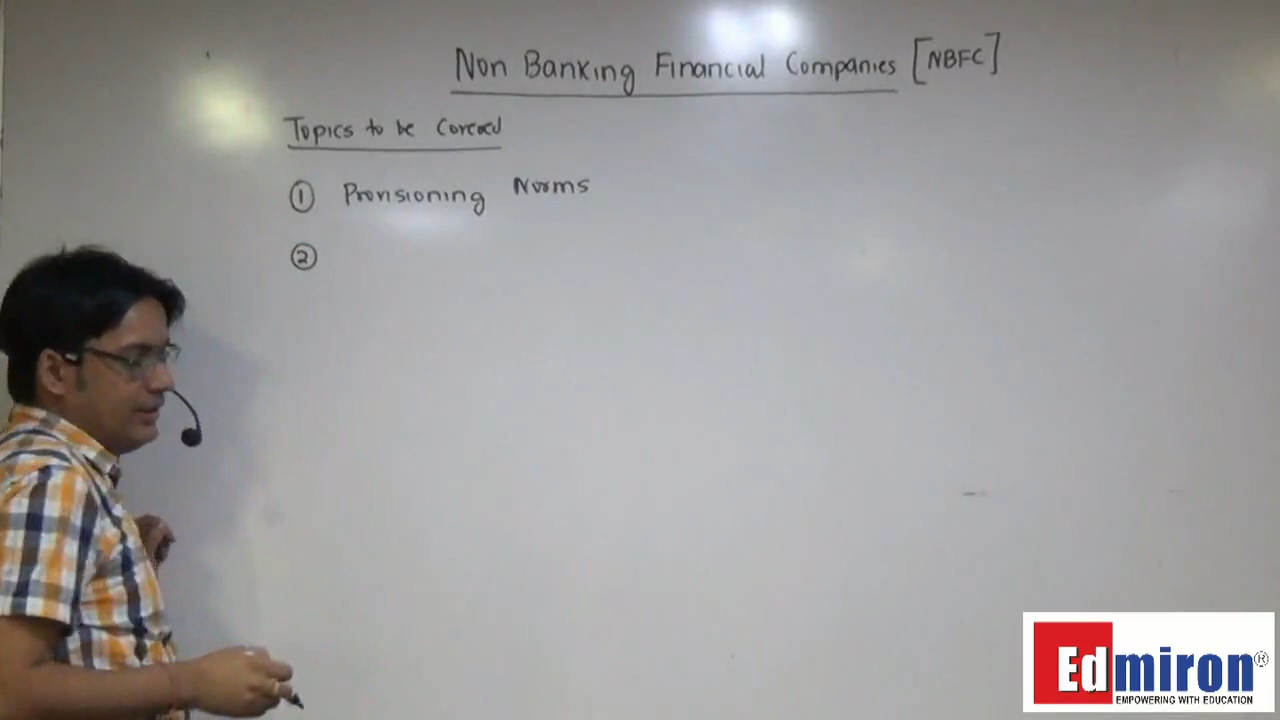 Non Banking Financial Companies [NBFC]
Topics to be Covered
① Provisioning Norms
②
Edmiron®
EMPOWERING WITH EDUCATION